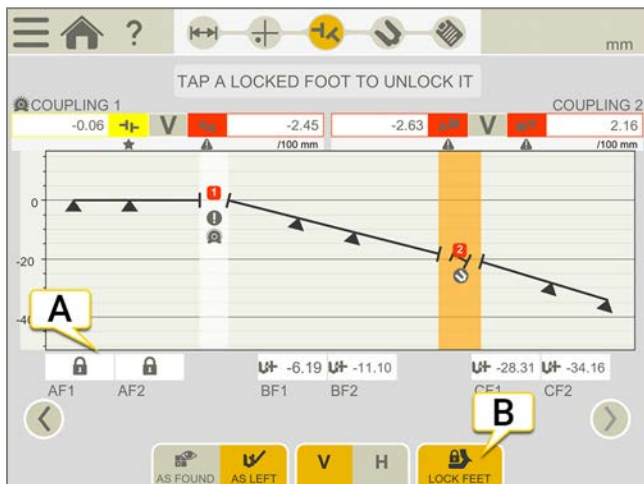 ?
mm
TAP A LOCKED FOOT TO UNLOCK IT
COUPLING 1 COUPLING 2
-0.06 V -2.45 -2.63 V 2.16
/100 mm /100 mm
1
0
2
-20
A
-40
-6.19 -11.10 -28.31 -34.16
AF1 AF2 BF1 BF2 CF1 CF2
B
AS FOUND AS LEFT V H LOCK FEET